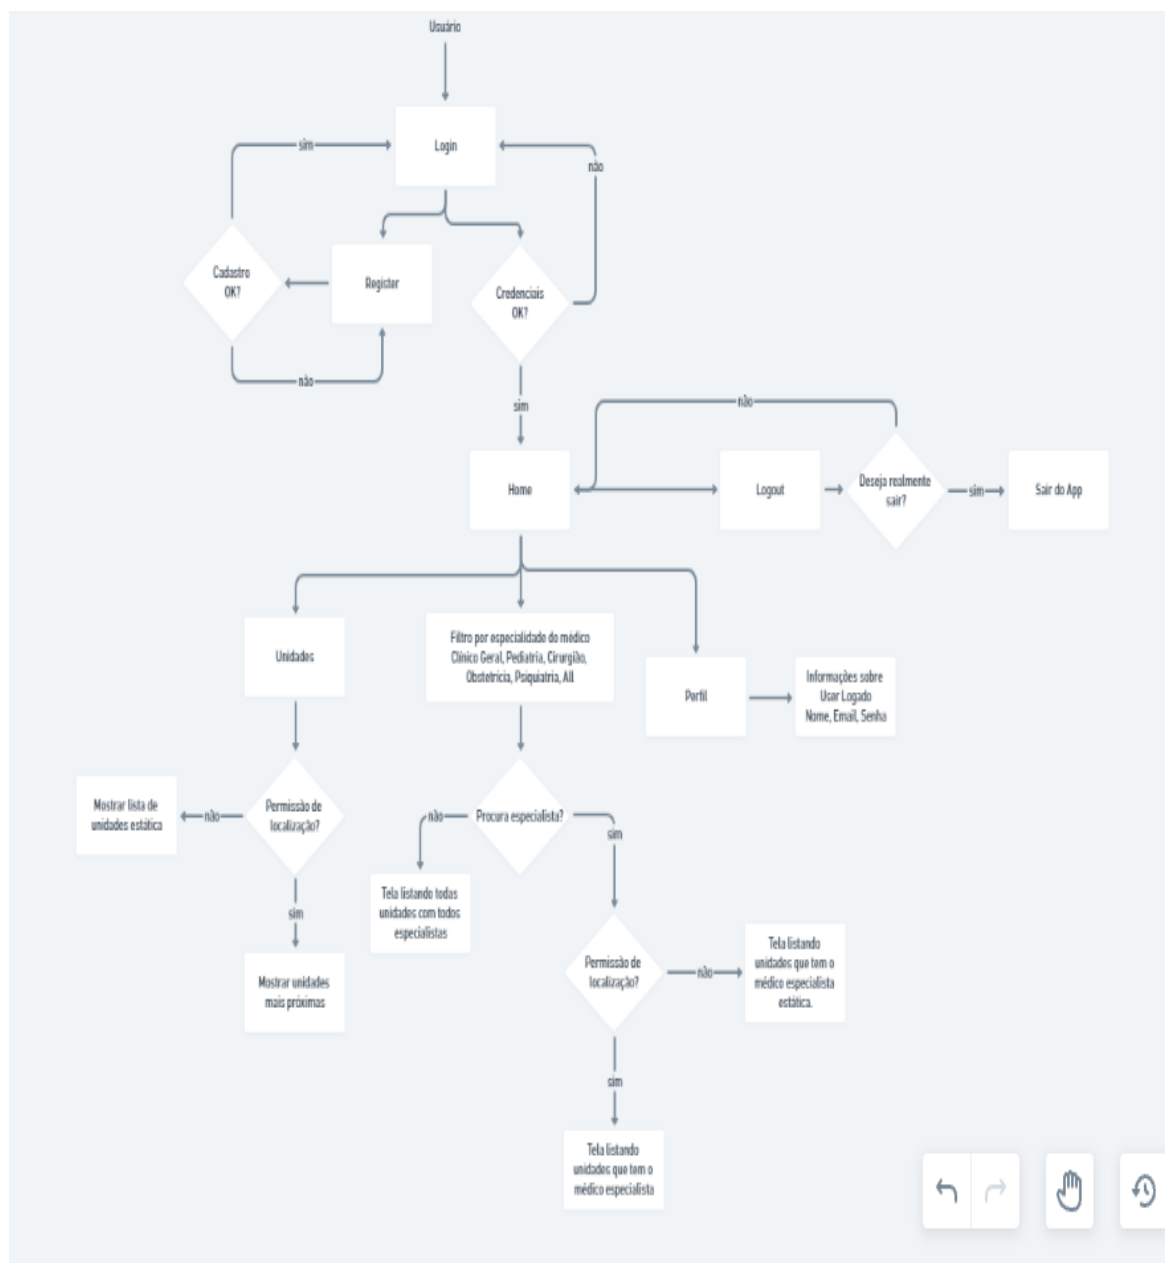 Usuário
Login
sim
não
Cadastro
OK?
Register
Credenciais
OK?
não
sim
não
Home
Logout
Deseja realmente
sair?
sim
Sair do App
Unidades
Filtro por especialidade do médico
Clínico Geral, Pediatria, Cirurgião,
Obstetrícia, Psiquiatria, All
Perfil
Informações sobre
User Logado
Nome, Email, Senha
Mostrar lista de
unidades estática
não
Permissão de
localização?
não
Procura especialista?
sim
Tela listando todas
unidades com todos
especialistas
sim
Mostrar unidades
mais próximas
Permissão de
localização?
não
Tela listando
unidades que tem o
médico especialista
estática.
sim
Tela listando
unidades que tem o
médico especialista